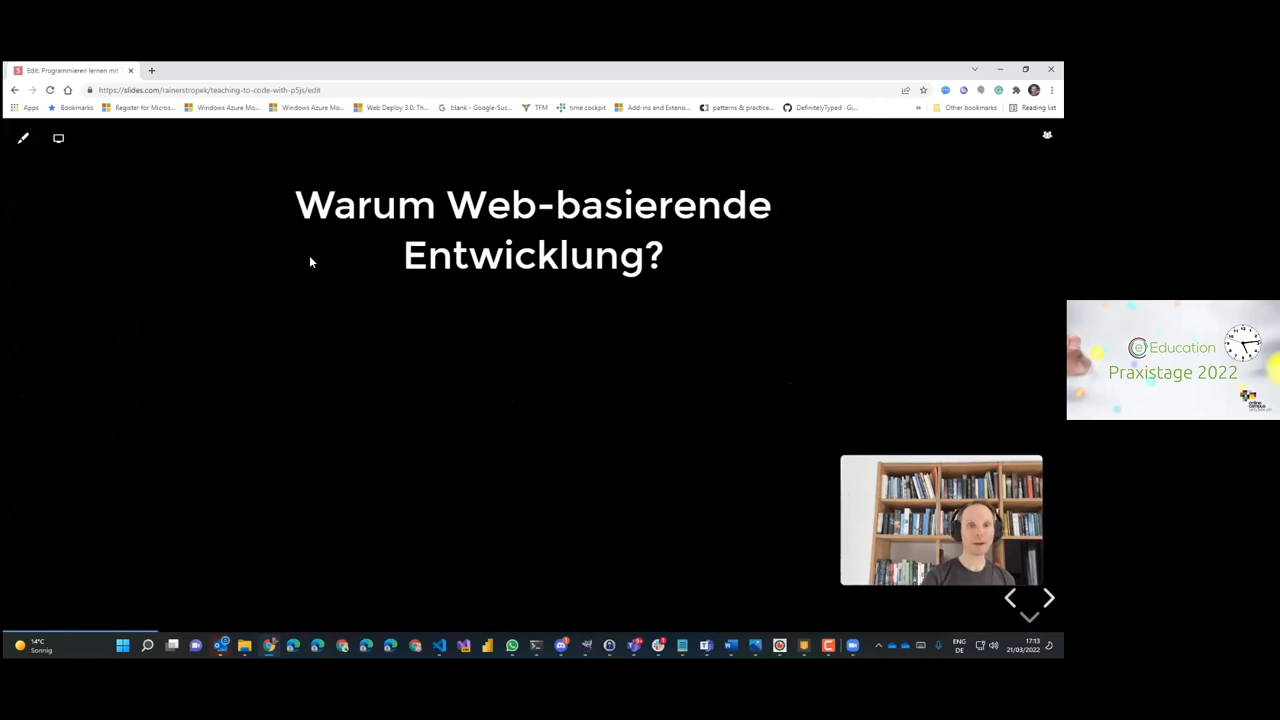 Edit: Programmieren lernen mit
https://slides.com/rainerstropek/teaching-to-code-with-p5js/edit
Apps
Bookmarks
Register for Micros...
Windows Azure Mo...
Windows Azure Mo...
Web Deploy 3.0: Th...
blank - Google-Suc...
TFM
time cockpit
Add-ins and Extensi...
patterns & practice...
DefinitelyTyped · Gi...
»
Other bookmarks
Reading list
Warum Web-basierende
Entwicklung?
eEducation
Praxistage 2022
online
campus
14°C
Sonnig
ENG
DE
17:13
21/03/2022